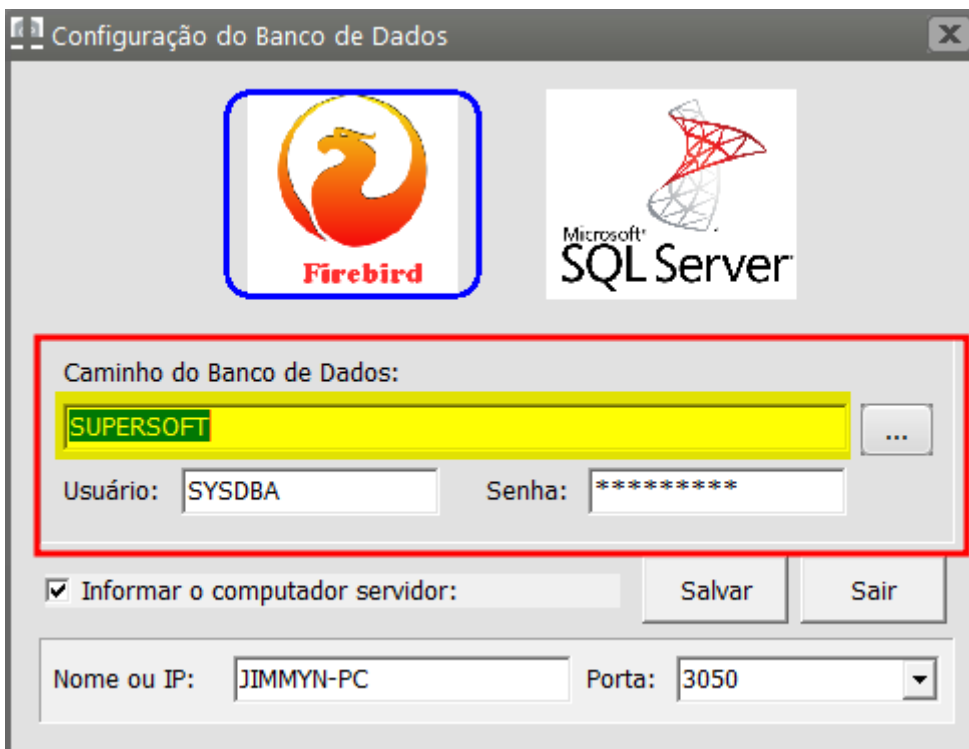 Configuração do Banco de Dados
Firebird
Microsoft
SQL Server
Caminho do Banco de Dados:
SUPERSOFT
...
Usuário: SYSDBA Senha: *********
Informar o computador servidor: Salvar Sair
Nome ou IP: JIMMYN-PC Porta: 3050